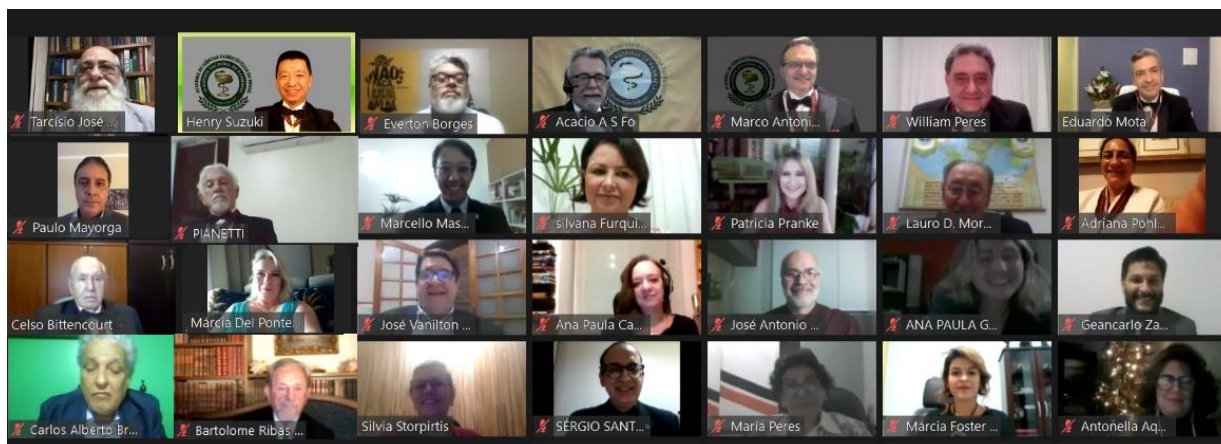 Tarcísio José ...
Henry Suzuki
Everton Borges
Acacio A S Fo
Marco Antoni...
William Peres
Eduardo Mota
Paulo Mayorga
PIANETTI
Marcello Mas...
silvana Furqui...
Patricia Pranke
Lauro D. Mor...
Adriana Pohl...
Celso Bittencourt
Márcia Del Ponte...
José Vanilton ...
Ana Paula Ca...
José Antonio ...
ANA PAULA G...
Geancarlo Za...
Carlos Alberto Br...
Bartolome Ribas ...
Silvia Storpirtis
SÉRGIO SANT...
Maria Peres
Márcia Foster ...
Antonella Aq...